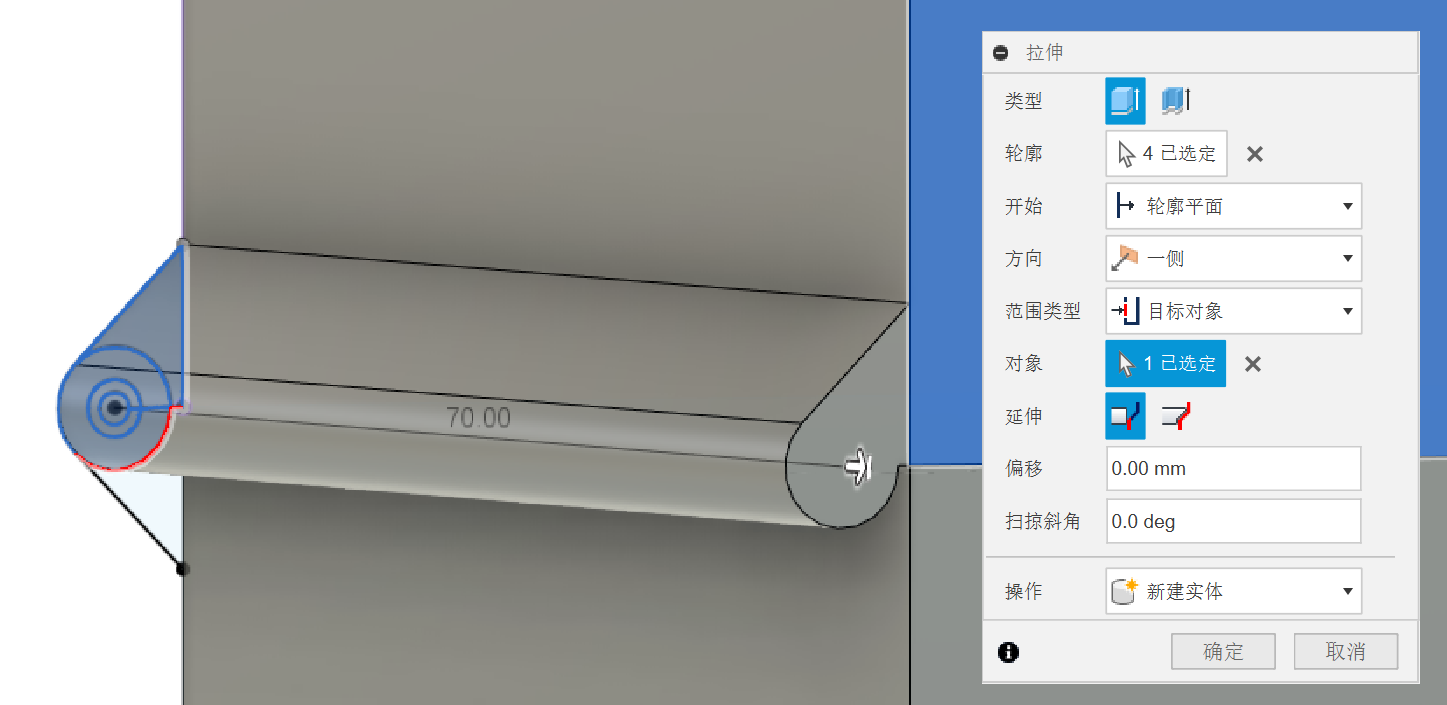 拉伸
类型
轮廓 4 已选定
开始 轮廓平面
方向 一侧
范围类型 目标对象
对象 1 已选定
延伸
偏移 0.00 mm
扫掠斜角 0.0 deg
操作 新建实体
确定 取消
70.00